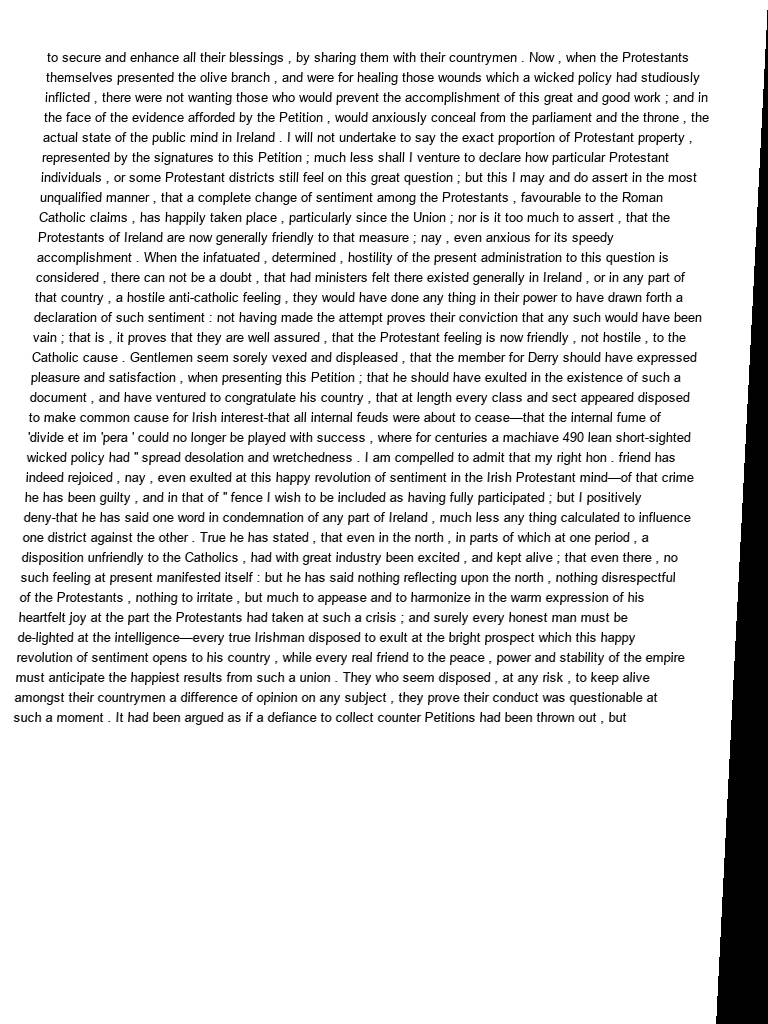 to secure and enhance all their blessings , by sharing them with their countrymen . Now , when the Protestants
themselves presented the olive branch , and were for healing those wounds which a wicked policy had studiously
inflicted , there were not wanting those who would prevent the accomplishment of this great and good work ; and in
the face of the evidence afforded by the Petition , would anxiously conceal from the parliament and the throne , the
actual state of the public mind in Ireland . I will not undertake to say the exact proportion of Protestant property ,
represented by the signatures to this Petition ; much less shall I venture to declare how particular Protestant
individuals , or some Protestant districts still feel on this great question ; but this I may and do assert in the most
unqualified manner , that a complete change of sentiment among the Protestants , favourable to the Roman
Catholic claims , has happily taken place , particularly since the Union ; nor is it too much to assert , that the
Protestants of Ireland are now generally friendly to that measure ; nay , even anxious for its speedy
accomplishment . When the infatuated , determined , hostility of the present administration to this question is
considered , there can not be a doubt , that had ministers felt there existed generally in Ireland , or in any part of
that country , a hostile anti-catholic feeling , they would have done any thing in their power to have drawn forth a
declaration of such sentiment : not having made the attempt proves their conviction that any such would have been
vain ; that is , it proves that they are well assured , that the Protestant feeling is now friendly , not hostile , to the
Catholic cause . Gentlemen seem sorely vexed and displeased , that the member for Derry should have expressed
pleasure and satisfaction , when presenting this Petition ; that he should have exulted in the existence of such a
document , and have ventured to congratulate his country , that at length every class and sect appeared disposed
to make common cause for Irish interest-that all internal feuds were about to cease—that the internal fume of
'divide et im 'pera ' could no longer be played with success , where for centuries a machiave 490 lean short-sighted
wicked policy had " spread desolation and wretchedness . I am compelled to admit that my right hon . friend has
indeed rejoiced , nay , even exulted at this happy revolution of sentiment in the Irish Protestant mind—of that crime
he has been guilty , and in that of " fence I wish to be included as having fully participated ; but I positively
deny-that he has said one word in condemnation of any part of Ireland , much less any thing calculated to influence
one district against the other . True he has stated , that even in the north , in parts of which at one period , a
disposition unfriendly to the Catholics , had with great industry been excited , and kept alive ; that even there , no
such feeling at present manifested itself : but he has said nothing reflecting upon the north , nothing disrespectful
of the Protestants , nothing to irritate , but much to appease and to harmonize in the warm expression of his
heartfelt joy at the part the Protestants had taken at such a crisis ; and surely every honest man must be
de-lighted at the intelligence—every true Irishman disposed to exult at the bright prospect which this happy
revolution of sentiment opens to his country , while every real friend to the peace , power and stability of the empire
must anticipate the happiest results from such a union . They who seem disposed , at any risk , to keep alive
amongst their countrymen a difference of opinion on any subject , they prove their conduct was questionable at
such a moment . It had been argued as if a defiance to collect counter Petitions had been thrown out , but